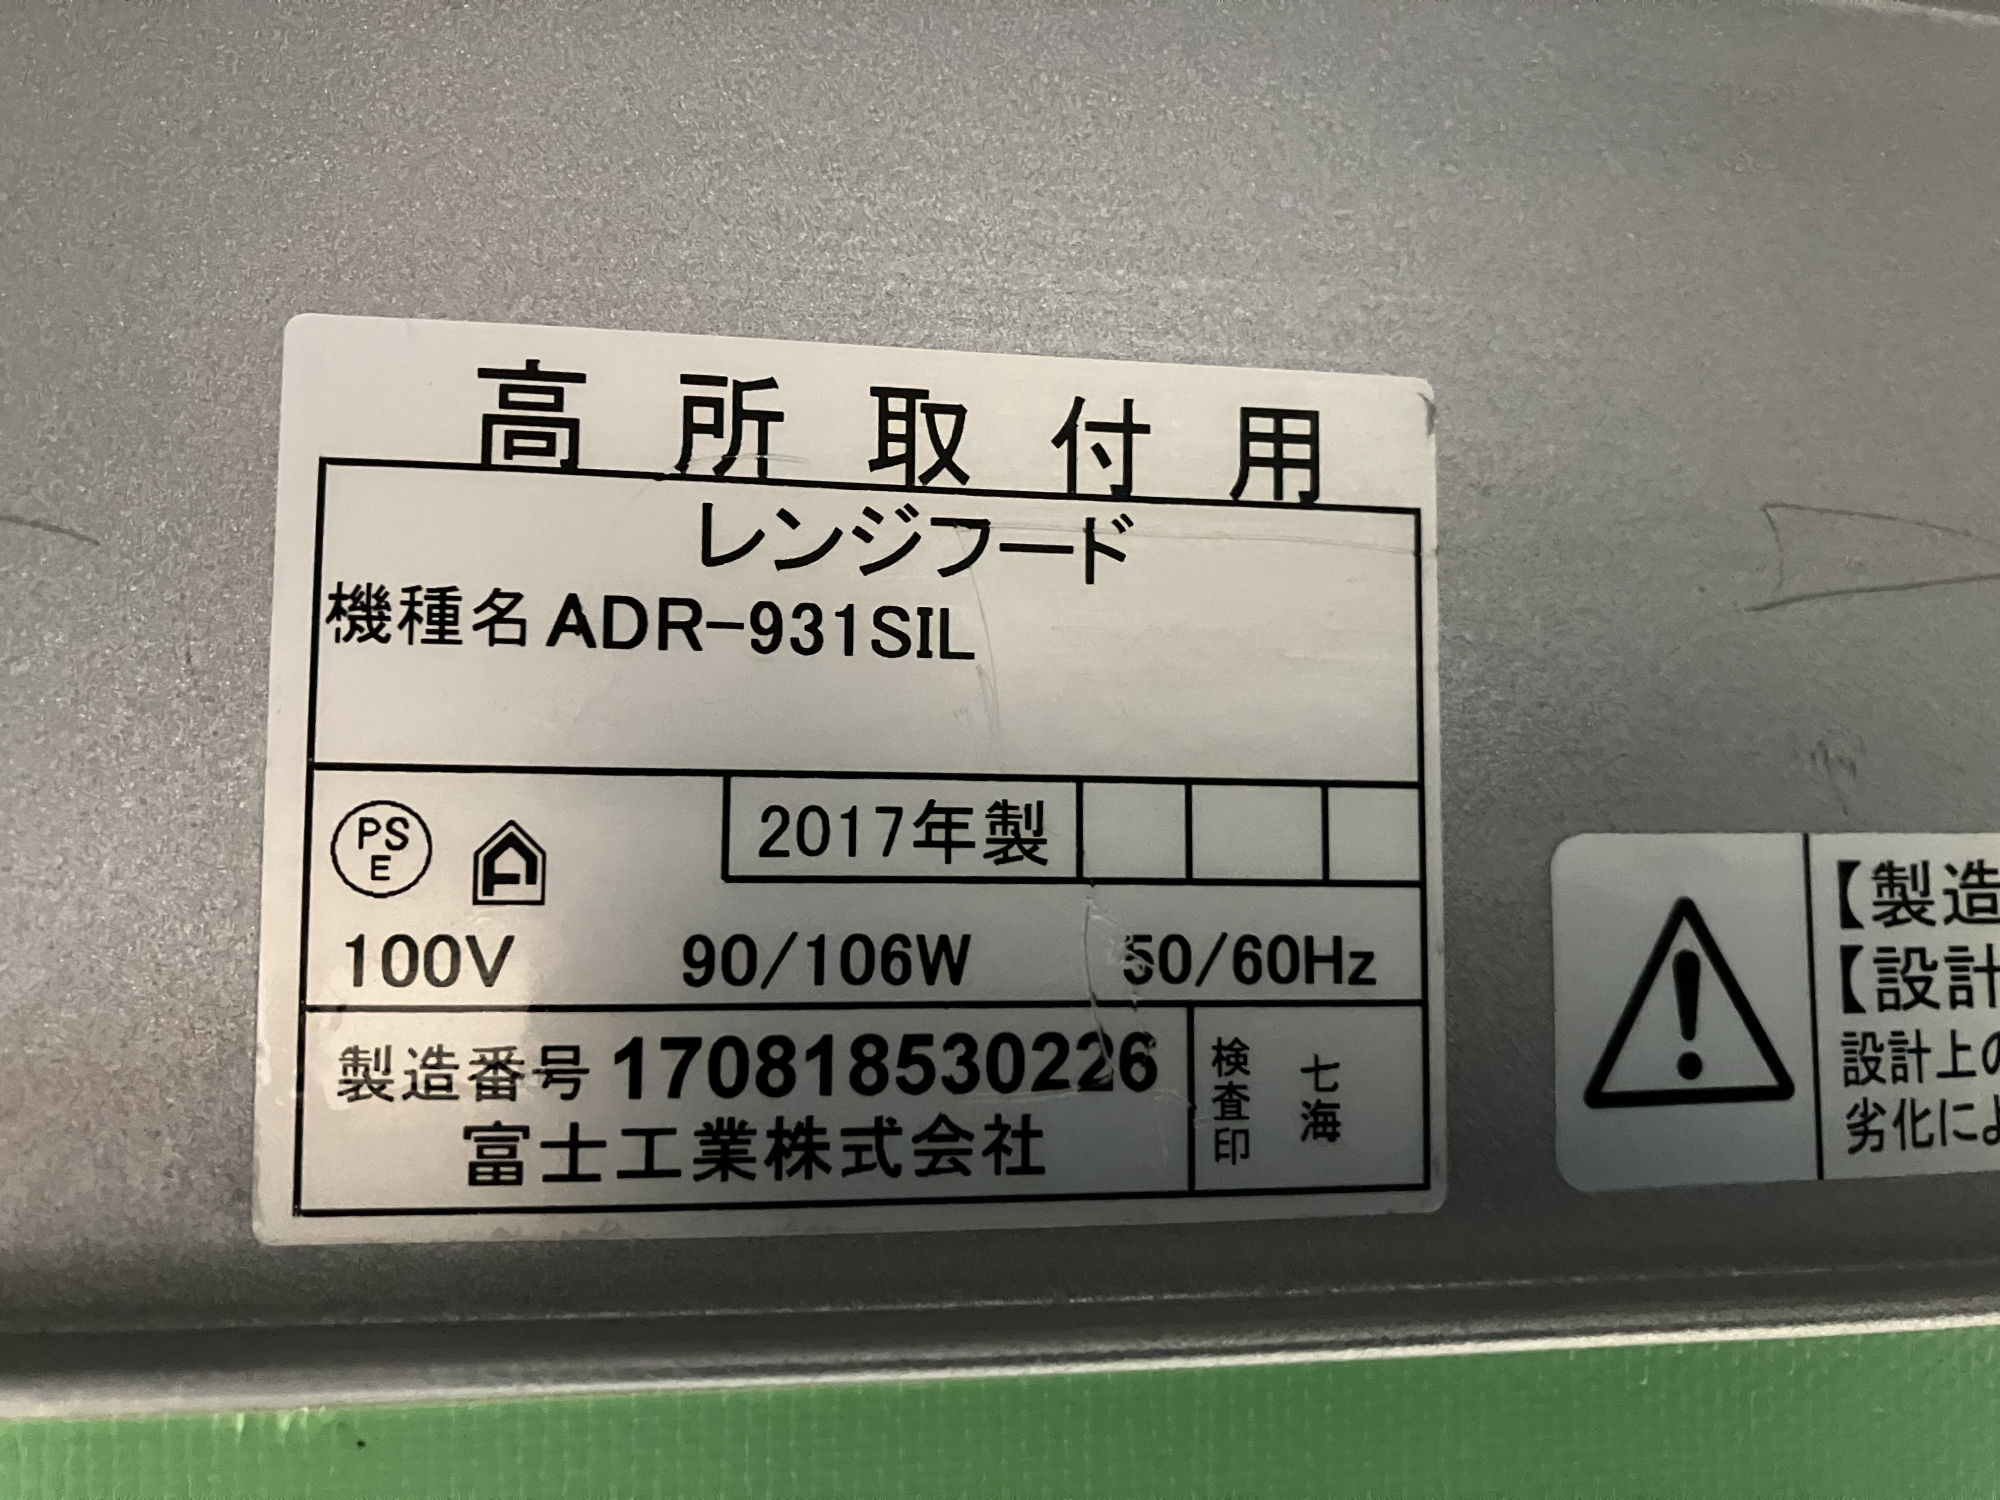 高所取付用
レンジフード
機種名 ADR-931SIL
PS
E
2017年製
100V 90/106W 50/60Hz
製造番号 170818530226
富士工業株式会社
検査印
七海
【製造
【設計
設計上の
劣化によ